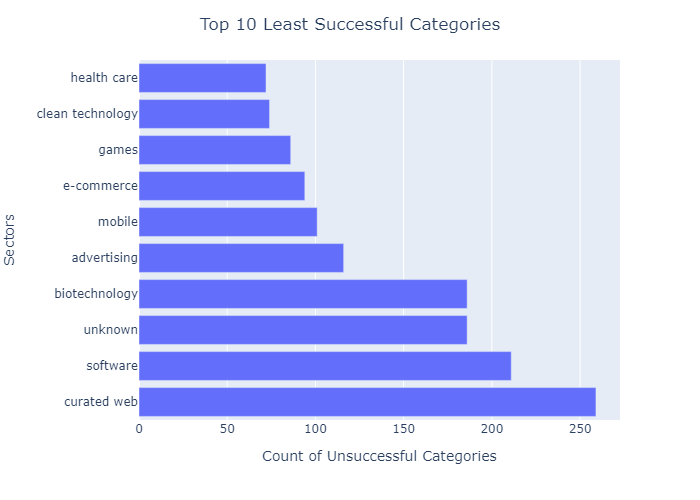 Top 10 Least Successful Categories
health care
clean technology
games
e-commerce
mobile
advertising
biotechnology
unknown
software
curated web
Sectors
0 50 100 150 200 250
Count of Unsuccessful Categories